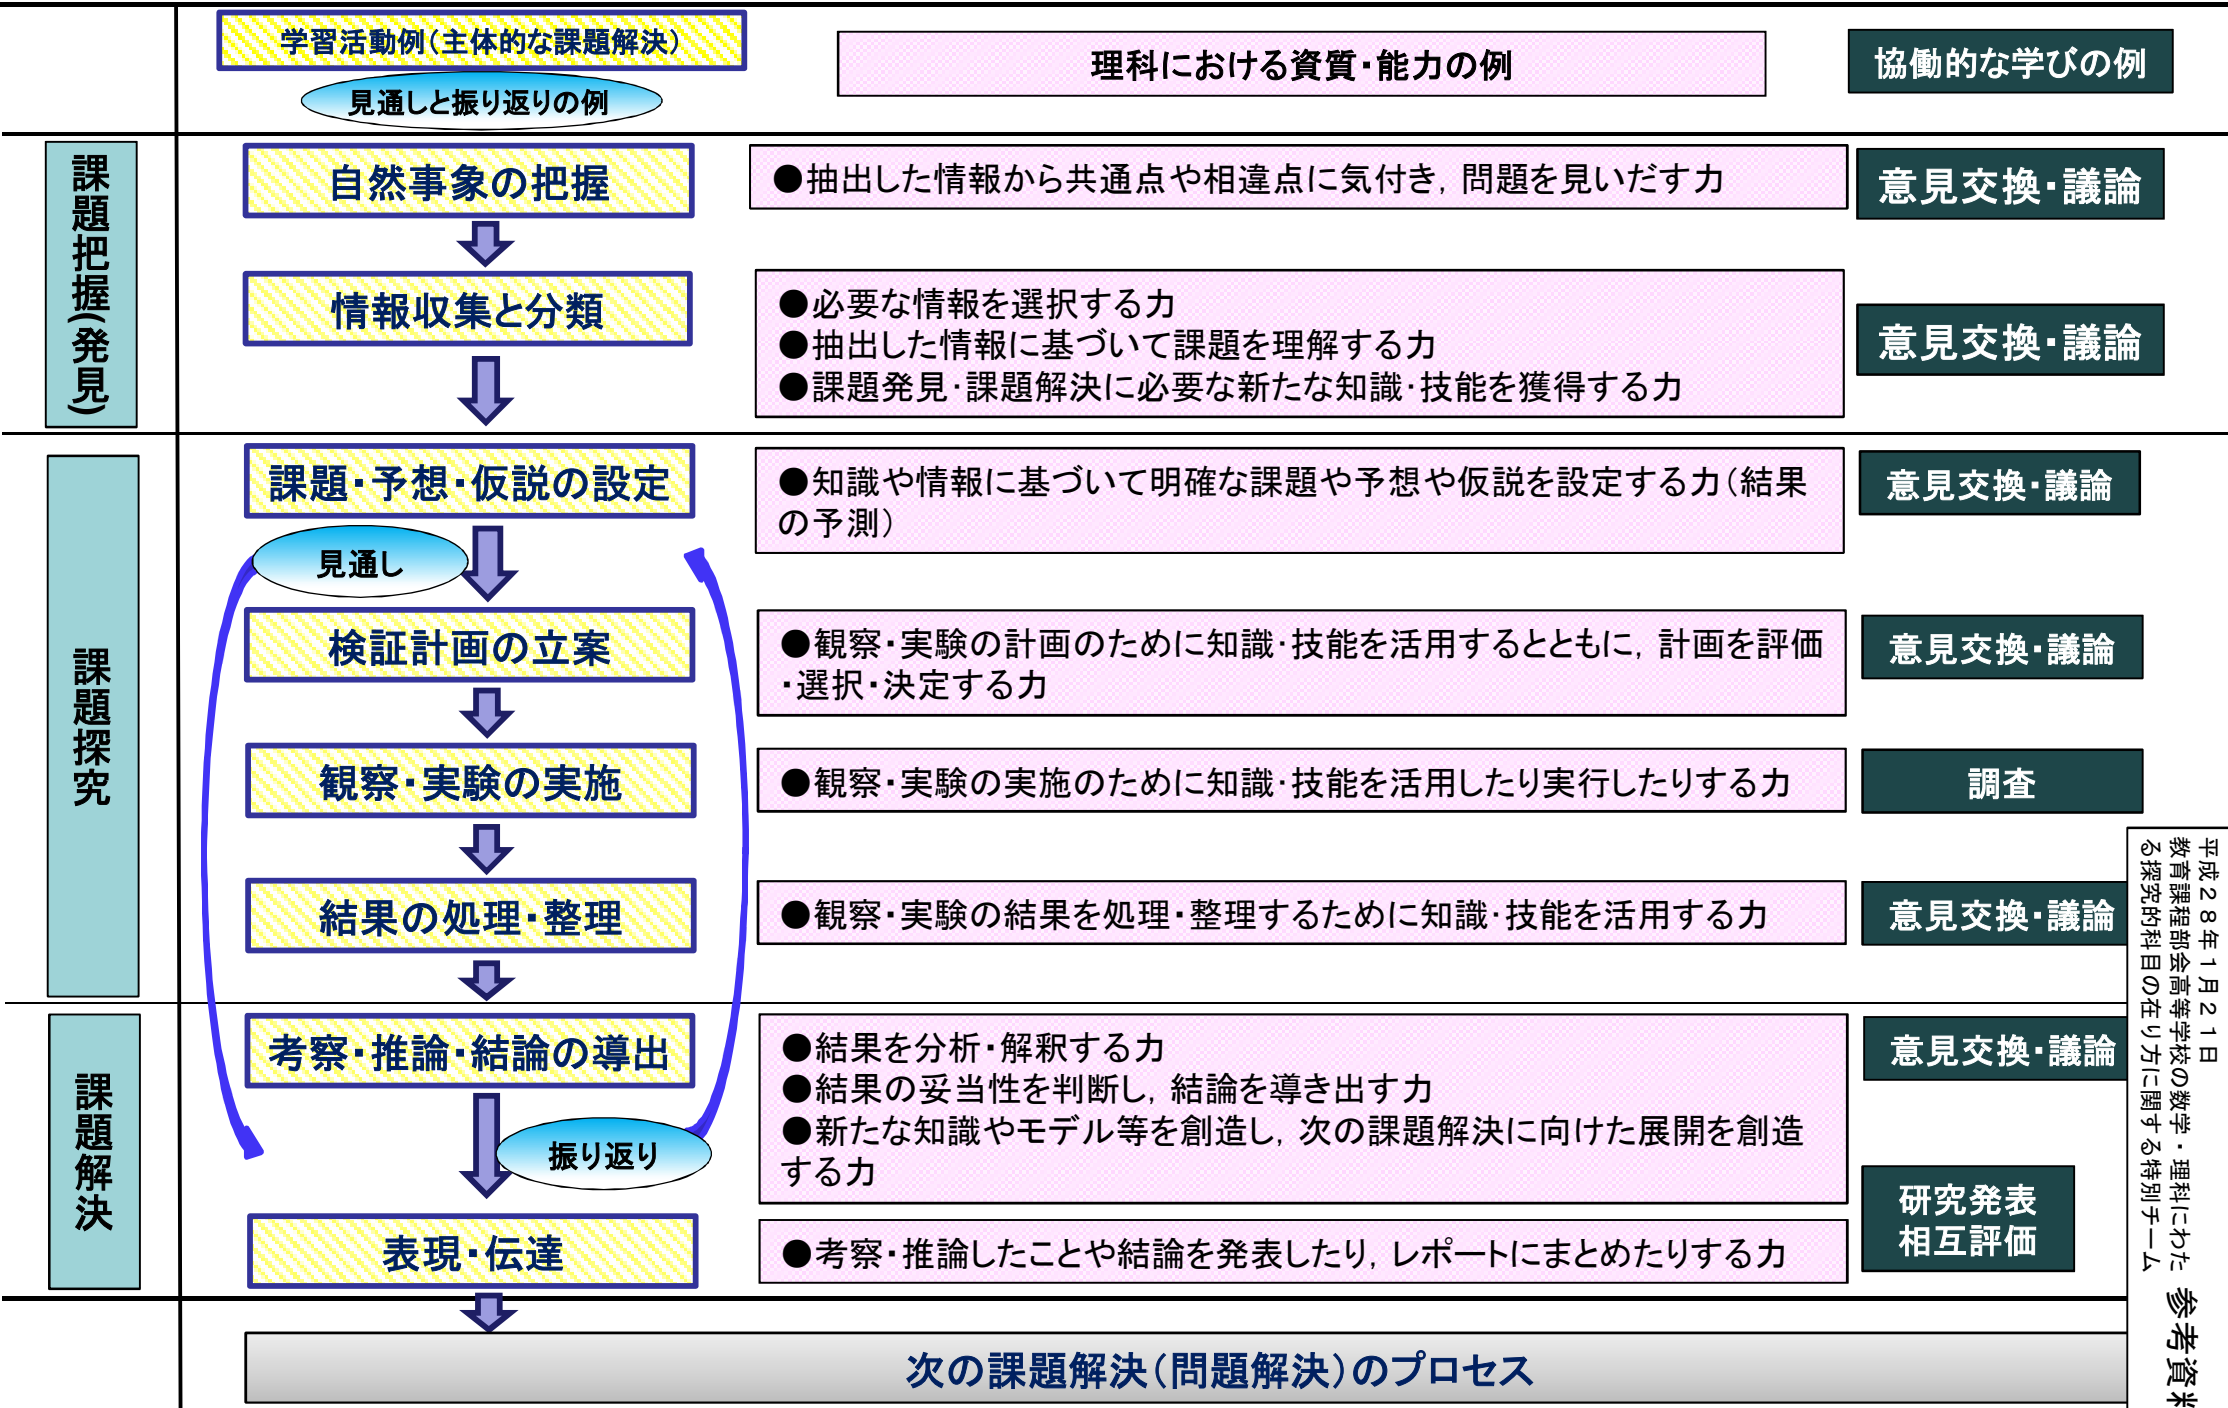 学習活動例（主体的な課題解決）
見通しと振り返りの例
理科における資質・能力の例
協働的な学びの例
課題把握（発見）
自然事象の把握
●抽出した情報から共通点や相違点に気付き，問題を見いだす力
意見交換・議論
情報収集と分類
●必要な情報を選択する力
●抽出した情報に基づいて課題を理解する力
●課題発見・課題解決に必要な新たな知識・技能を獲得する力
意見交換・議論
課題探究
課題・予想・仮説の設定
●知識や情報に基づいて明確な課題や予想や仮説を設定する力（結果
の予測）
意見交換・議論
見通し
検証計画の立案
●観察・実験の計画のために知識・技能を活用するとともに，計画を評価
・選択・決定する力
意見交換・議論
観察・実験の実施
●観察・実験の実施のために知識・技能を活用したり実行したりする力
調査
結果の処理・整理
●観察・実験の結果を処理・整理するために知識・技能を活用する力
意見交換・議論
課題解決
考察・推論・結論の導出
●結果を分析・解釈する力
●結果の妥当性を判断し，結論を導き出す力
●新たな知識やモデル等を創造し，次の課題解決に向けた展開を創造
する力
意見交換・議論
振り返り
表現・伝達
●考察・推論したことや結論を発表したり，レポートにまとめたりする力
研究発表
相互評価
次の課題解決（問題解決）のプロセス
平成２８年１月２１日
教育課程部会高等学校の数学・理科にわた
る探究的科目の在り方に関する特別チーム
参考資料